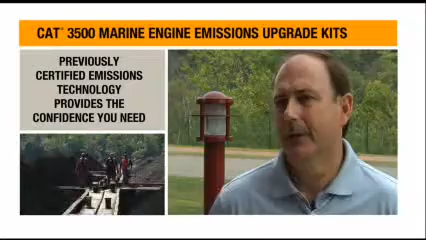 CAT® 3500 MARINE ENGINE EMISSIONS UPGRADE KITS
PREVIOUSLY
CERTIFIED EMISSIONS
TECHNOLOGY
PROVIDES THE
CONFIDENCE YOU NEED